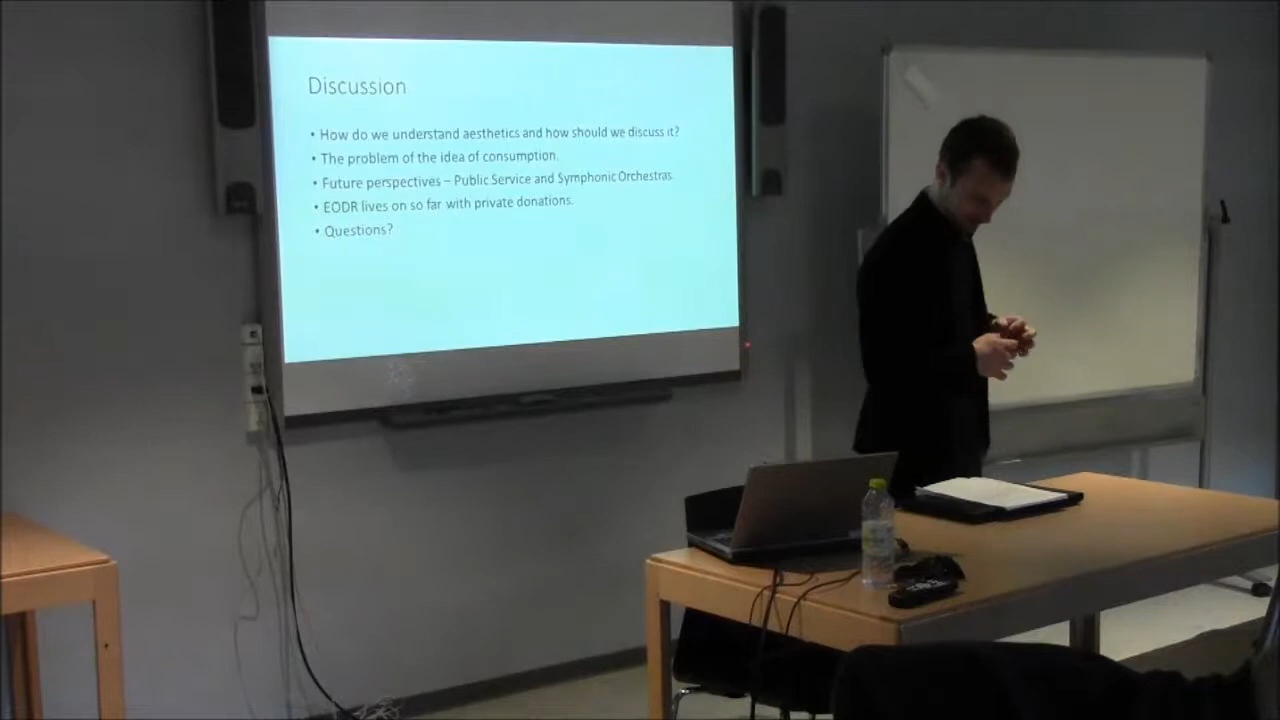 Discussion
• How do we understand aesthetics and how should we discuss it?
• The problem of the idea of consumption.
• Future perspectives – Public Service and Symphonic Orchestras.
• EODR lives on so far with private donations.
• Questions?